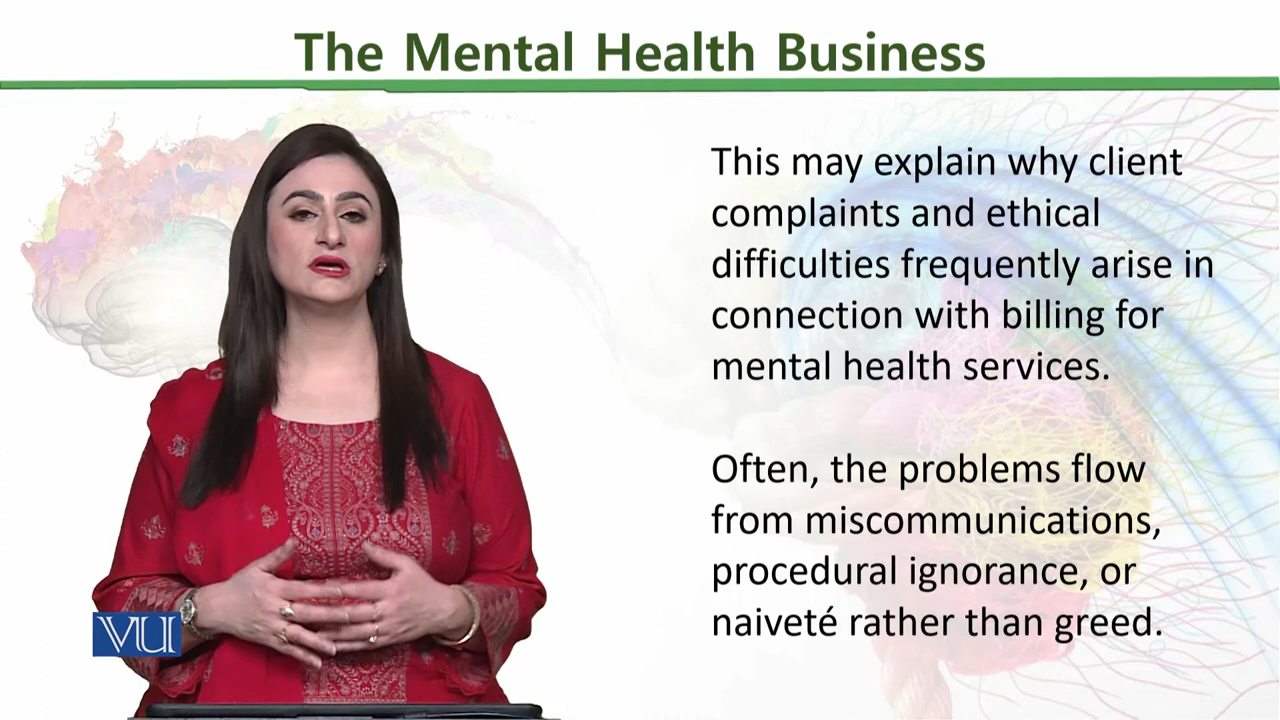 The Mental Health Business
This may explain why client
complaints and ethical
difficulties frequently arise in
connection with billing for
mental health services.
Often, the problems flow
from miscommunications,
procedural ignorance, or
naiveté rather than greed.
VU